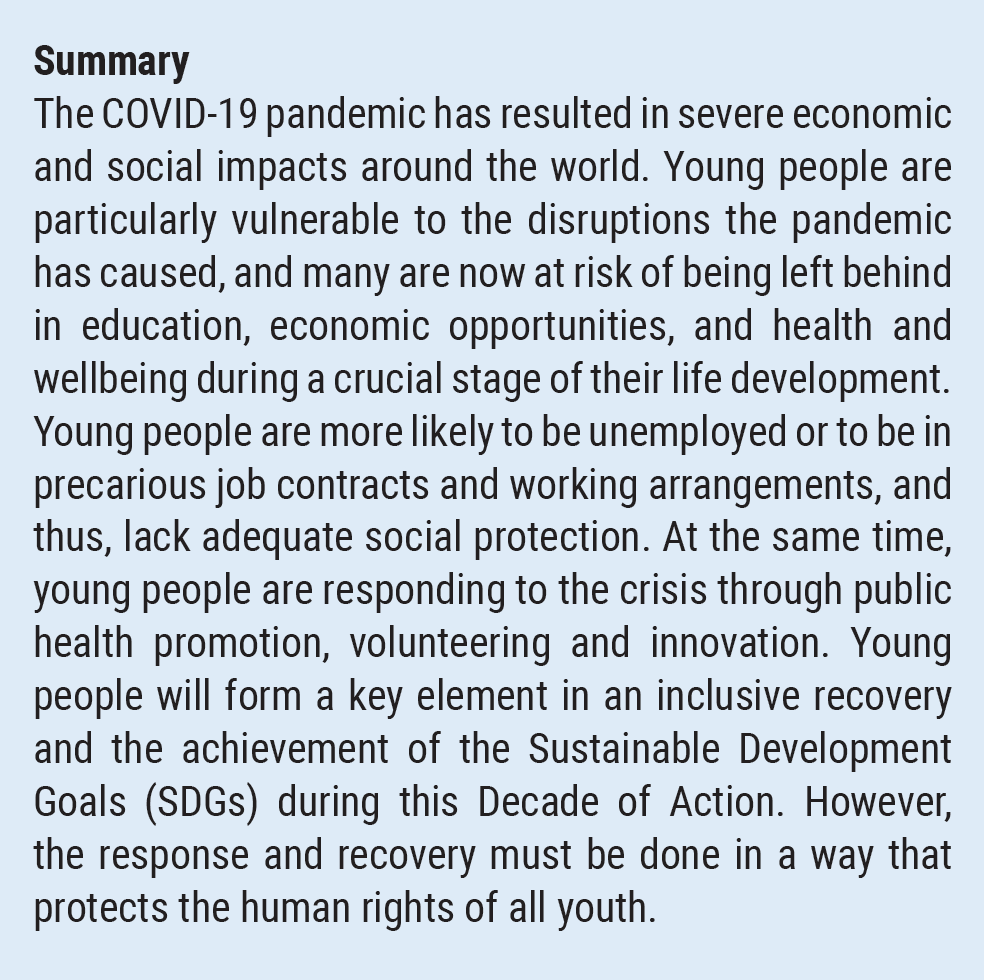 Summary
The COVID-19 pandemic has resulted in severe economic
and social impacts around the world. Young people are
particularly vulnerable to the disruptions the pandemic
has caused, and many are now at risk of being left behind
in education, economic opportunities, and health and
wellbeing during a crucial stage of their life development.
Young people are more likely to be unemployed or to be in
precarious job contracts and working arrangements, and
thus, lack adequate social protection. At the same time,
young people are responding to the crisis through public
health promotion, volunteering and innovation. Young
people will form a key element in an inclusive recovery
and the achievement of the Sustainable Development
Goals (SDGs) during this Decade of Action. However,
the response and recovery must be done in a way that
protects the human rights of all youth.